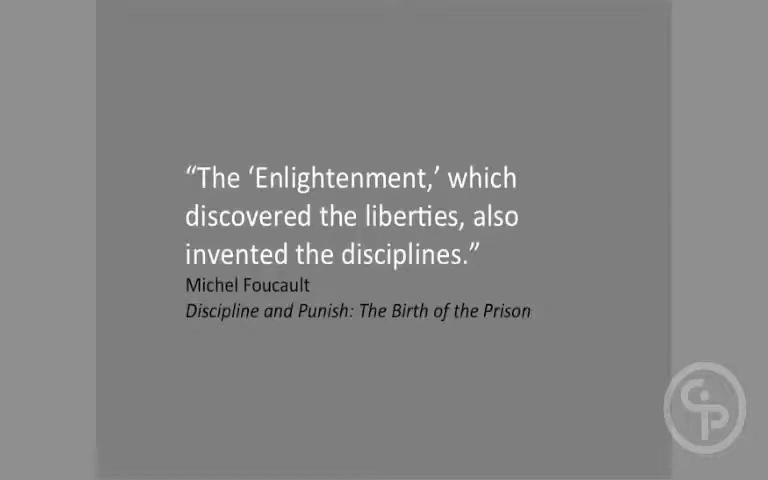 “The ‘Enlightenment,’ which
discovered the liberties, also
invented the disciplines.”
Michel Foucault
Discipline and Punish: The Birth of the Prison
CP